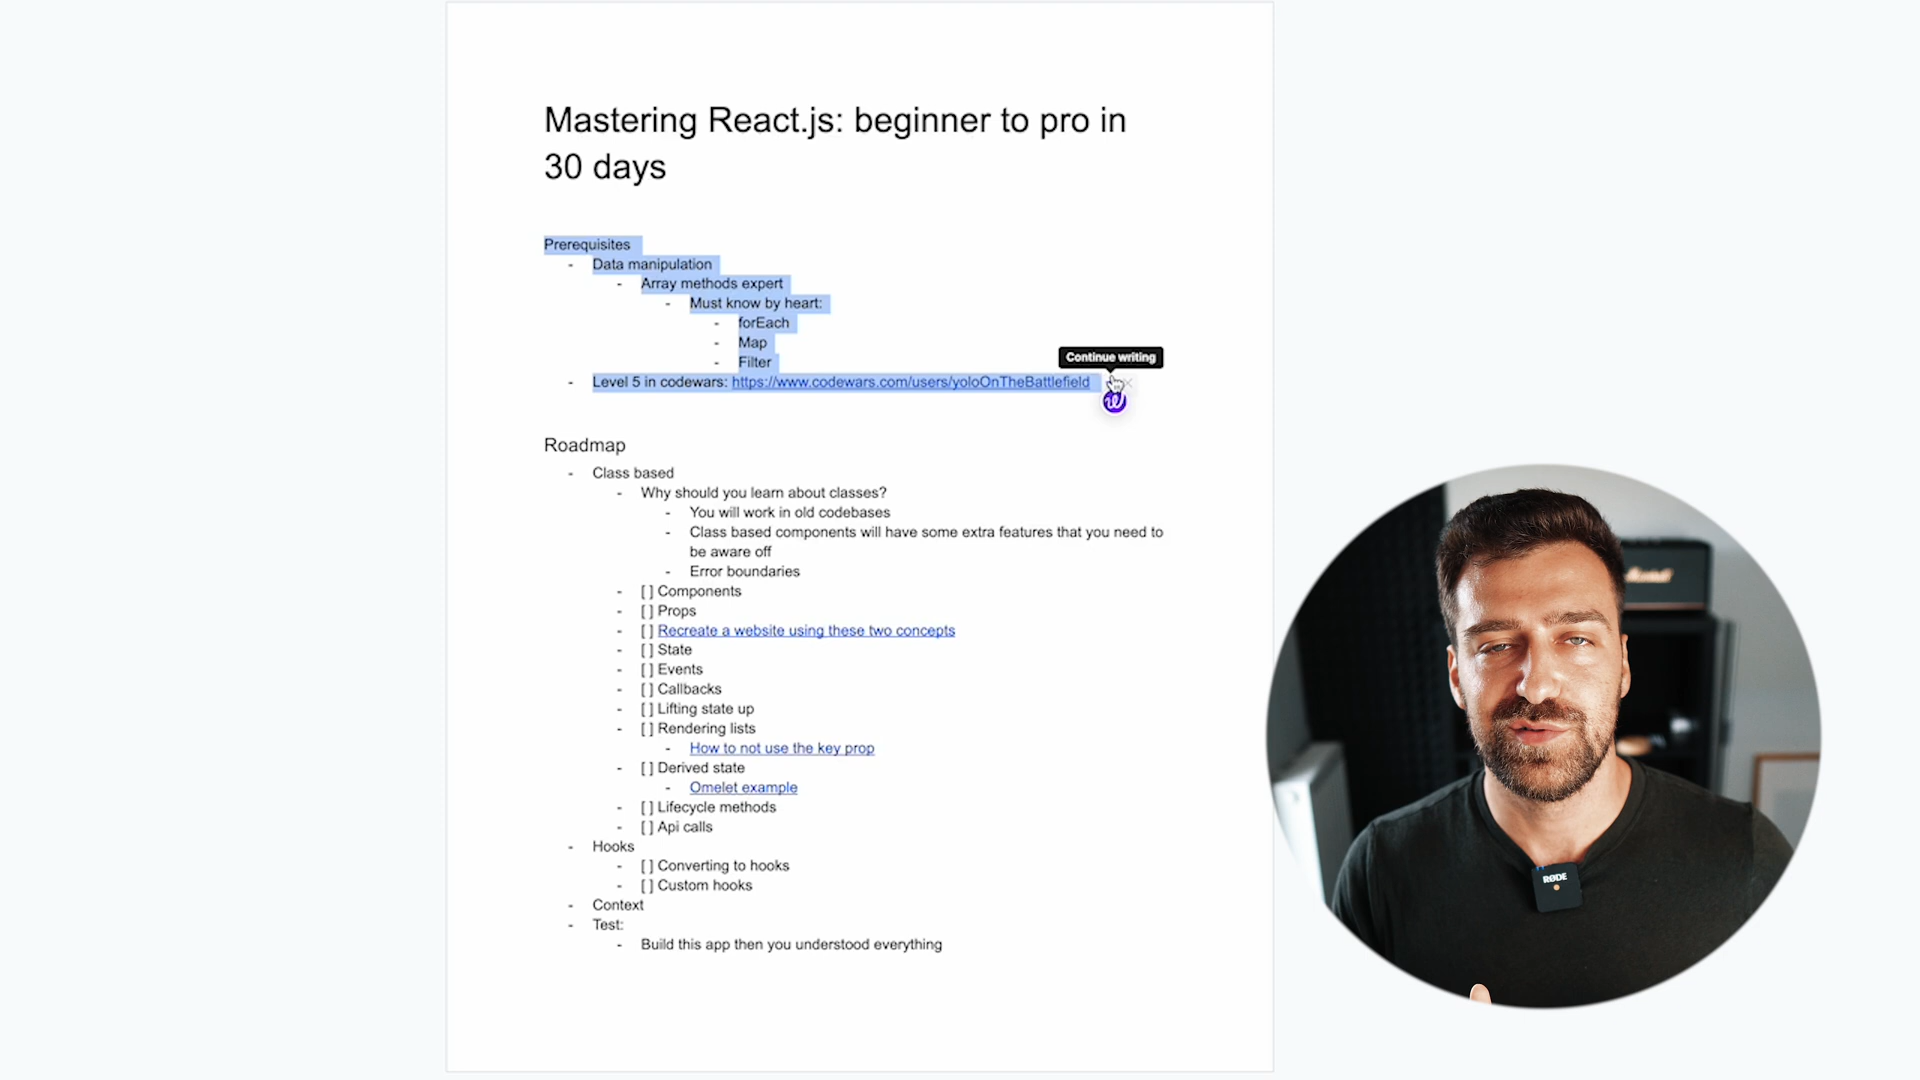 Mastering React.js: beginner to pro in
30 days
Prerequisites
- Data manipulation
- Array methods expert
- Must know by heart:
- forEach
- Map
- Filter
Continue writing
- Level 5 in codewars: https://www.codewars.com/users/yoloOnTheBattlefield
Roadmap
- Class based
- Why should you learn about classes?
- You will work in old codebases
- Class based components will have some extra features that you need to
be aware off
- Error boundaries
- [ ] Components
- [ ] Props
- [ ] Recreate a website using these two concepts
- [ ] State
- [ ] Events
- [ ] Callbacks
- [ ] Lifting state up
- [ ] Rendering lists
- How to not use the key prop
- [ ] Derived state
- Omelet example
- [ ] Lifecycle methods
- [ ] Api calls
- Hooks
- [ ] Converting to hooks
- [ ] Custom hooks
- Context
- Test:
- Build this app then you understood everything
Marshall
RØDE